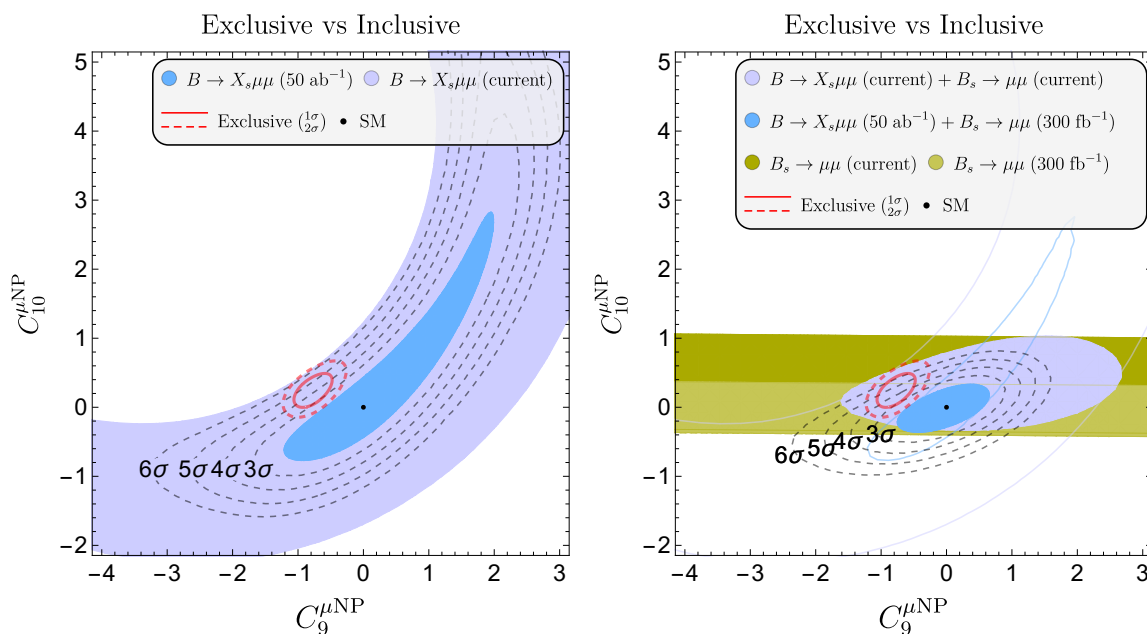 Exclusive vs Inclusive
B → X_sμμ (50 ab⁻¹) B → X_sμμ (current)
Exclusive (1σ 2σ) • SM
5
4
3
2
1
0
−1
−2
C₁₀^μNP
6σ 5σ 4σ 3σ
−4 −3 −2 −1 0 1 2 3
C₉^μNP
Exclusive vs Inclusive
B → X_sμμ (current) + B_s → μμ (current)
B → X_sμμ (50 ab⁻¹) + B_s → μμ (300 fb⁻¹)
B_s → μμ (current) B_s → μμ (300 fb⁻¹)
Exclusive (1σ 2σ) • SM
5
4
3
2
1
0
−1
−2
C₁₀^μNP
6σ 5σ 4σ 3σ
−4 −3 −2 −1 0 1 2 3
C₉^μNP